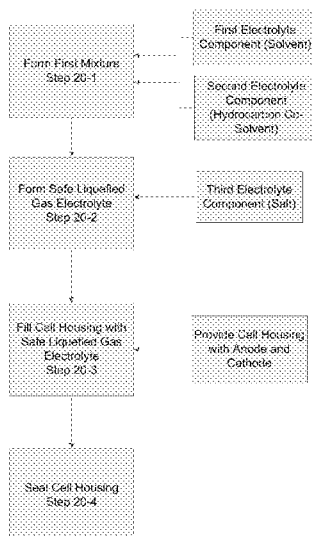 First Electrolyte
Component (Solvent)
Form First Mixture
Step 20-1
Second Electrolyte
Component
(Hydrocarbon Co-
Solvent)
Form Safe Liquefied
Gas Electrolyte
Step 20-2
Third Electrolyte
Component (Salt)
Fill Cell Housing with
Safe Liquefied Gas
Electrolyte
Step 20-3
Provide Cell Housing
with Anode and
Cathode
Seal Cell Housing
Step 20-4